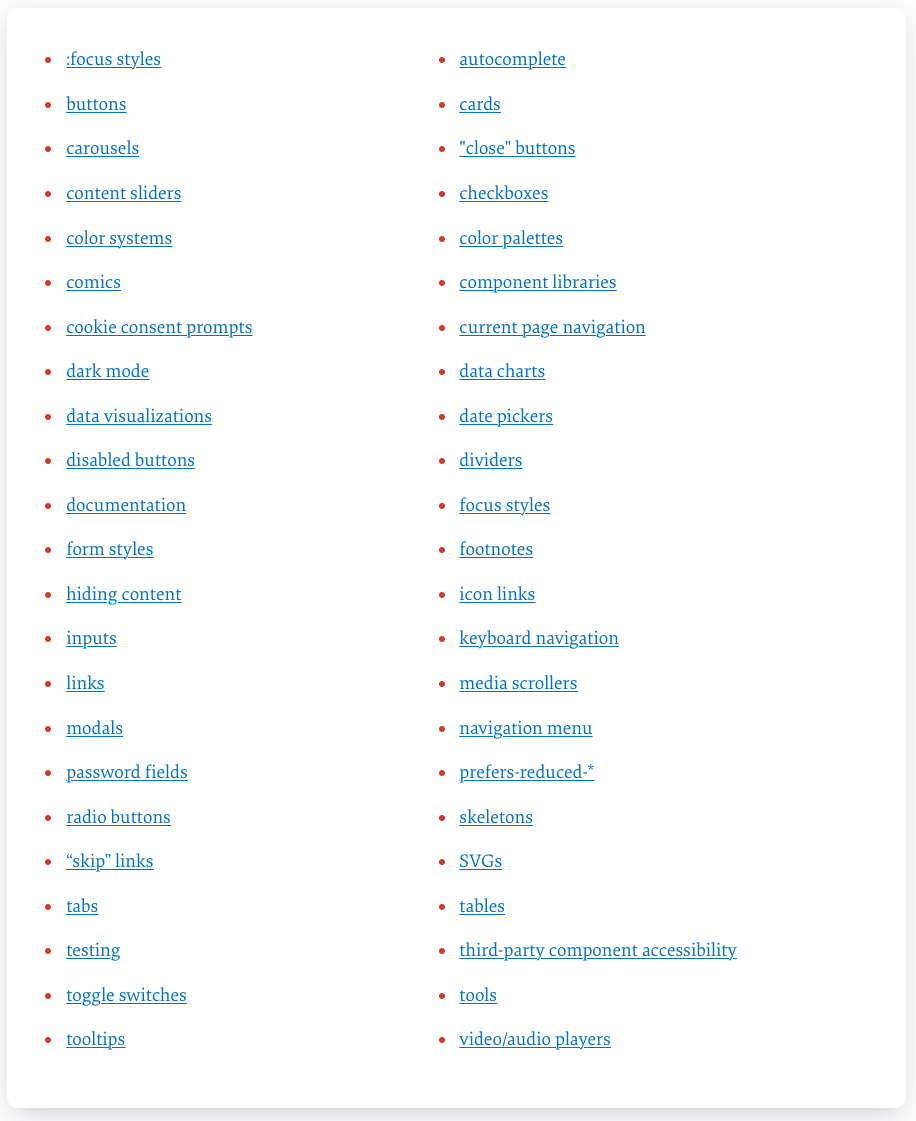 :focus styles
autocomplete
buttons
cards
carousels
"close" buttons
content sliders
checkboxes
color systems
color palettes
comics
component libraries
cookie consent prompts
current page navigation
dark mode
data charts
data visualizations
date pickers
disabled buttons
dividers
documentation
focus styles
form styles
footnotes
hiding content
icon links
inputs
keyboard navigation
links
media scrollers
modals
navigation menu
password fields
prefers-reduced-*
radio buttons
skeletons
“skip” links
SVGs
tabs
tables
testing
third-party component accessibility
toggle switches
tools
tooltips
video/audio players